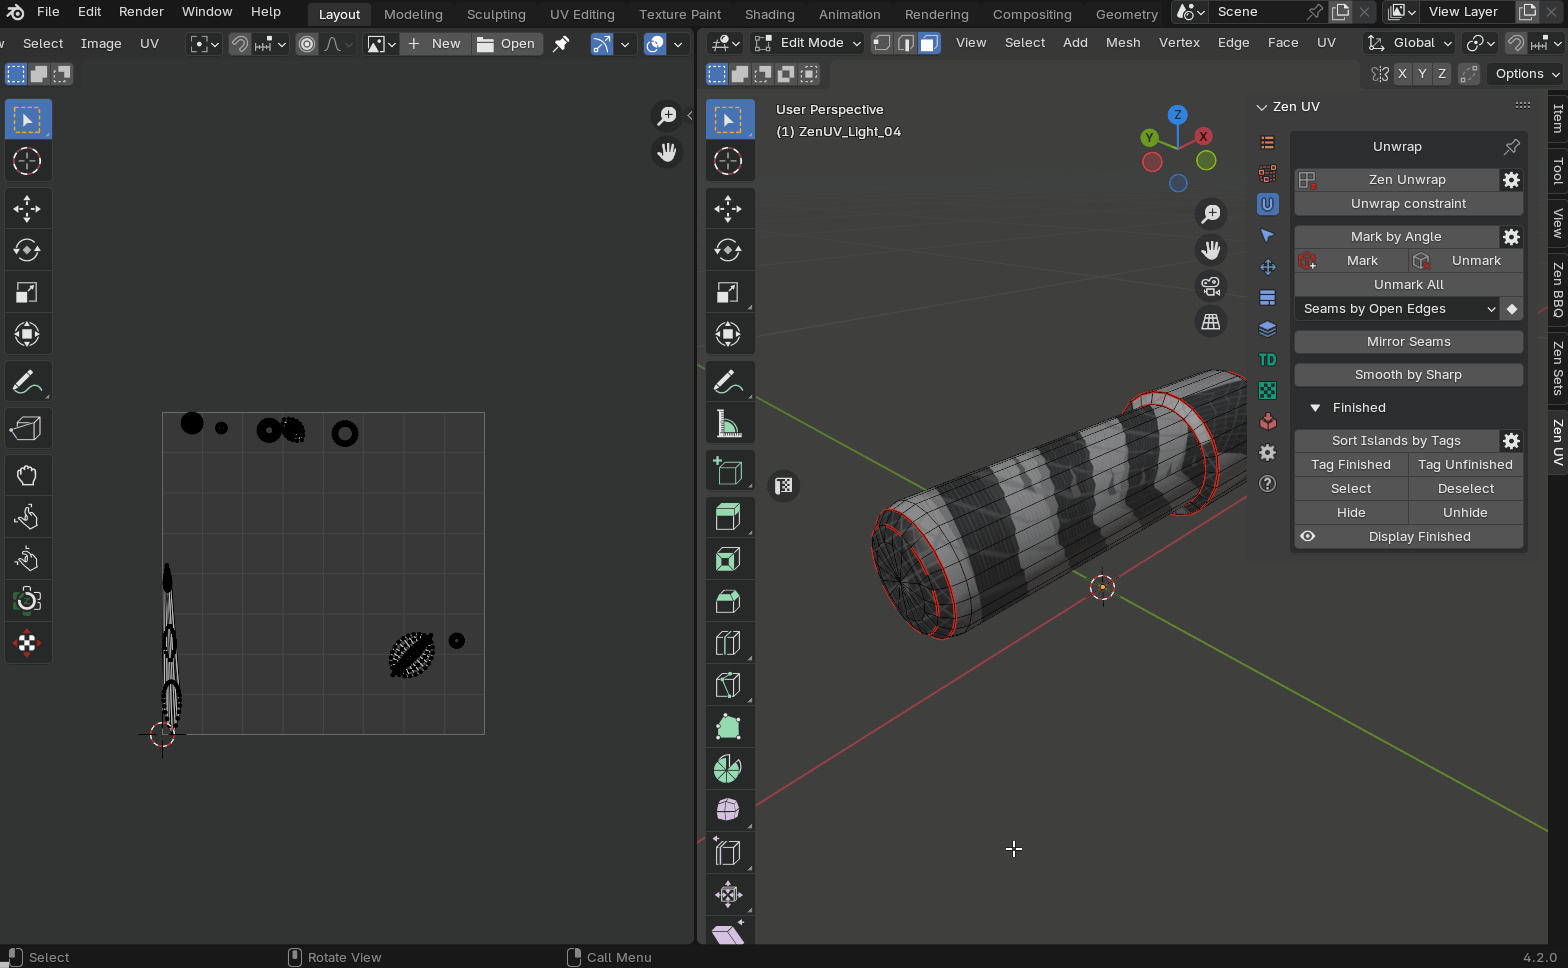 File Edit Render Window Help Layout Modeling Sculpting UV Editing Texture Paint Shading Animation Rendering Compositing Geometry Scene View Layer
Select Image UV New Open Edit Mode View Select Add Mesh Vertex Edge Face UV Global
X Y Z Options
User Perspective
(1) ZenUV_Light_04
Z
Y
X
Zen UV
Unwrap
Zen Unwrap
Unwrap constraint
Mark by Angle
Mark Unmark
Unmark All
Seams by Open Edges
Mirror Seams
TD
Smooth by Sharp
Finished
Sort Islands by Tags
Tag Finished Tag Unfinished
Select Deselect
Hide Unhide
Display Finished
Item
Tool
View
Zen BBQ
Zen Sets
Zen UV
Select Rotate View Call Menu 4.2.0